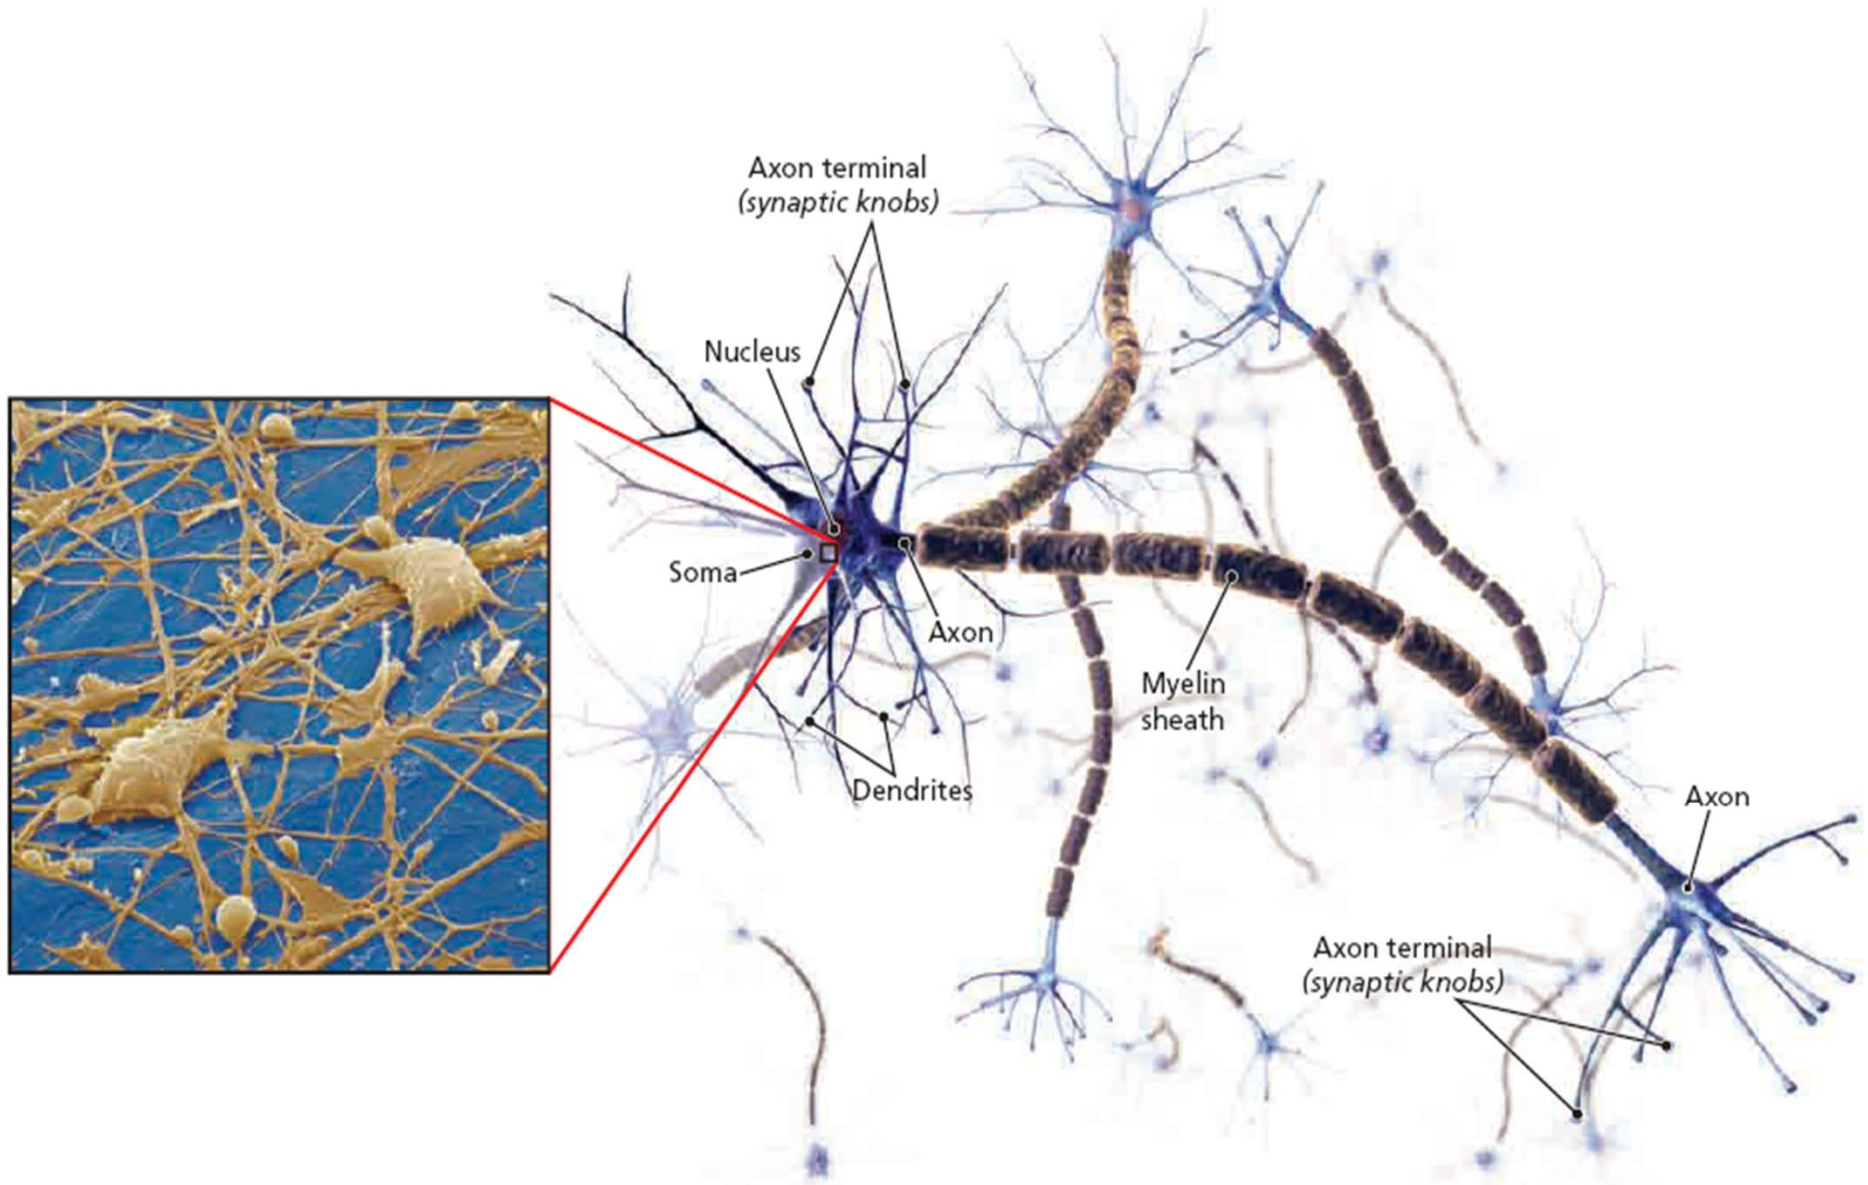 Axon terminal
(synaptic knobs)
Nucleus
Soma
Axon
Myelin
sheath
Dendrites
Axon
Axon terminal
(synaptic knobs)